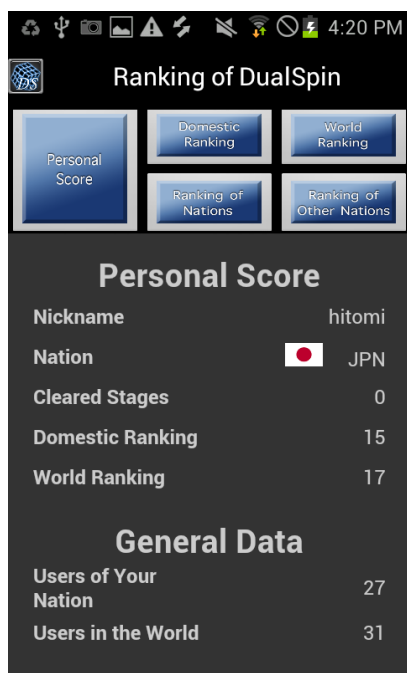 4:20 PM
DS
Ranking of DualSpin
Personal
Score
Domestic
Ranking
World
Ranking
Ranking of
Nations
Ranking of
Other Nations
Personal Score
Nickname hitomi
Nation JPN
Cleared Stages 0
Domestic Ranking 15
World Ranking 17
General Data
Users of Your
Nation 27
Users in the World 31